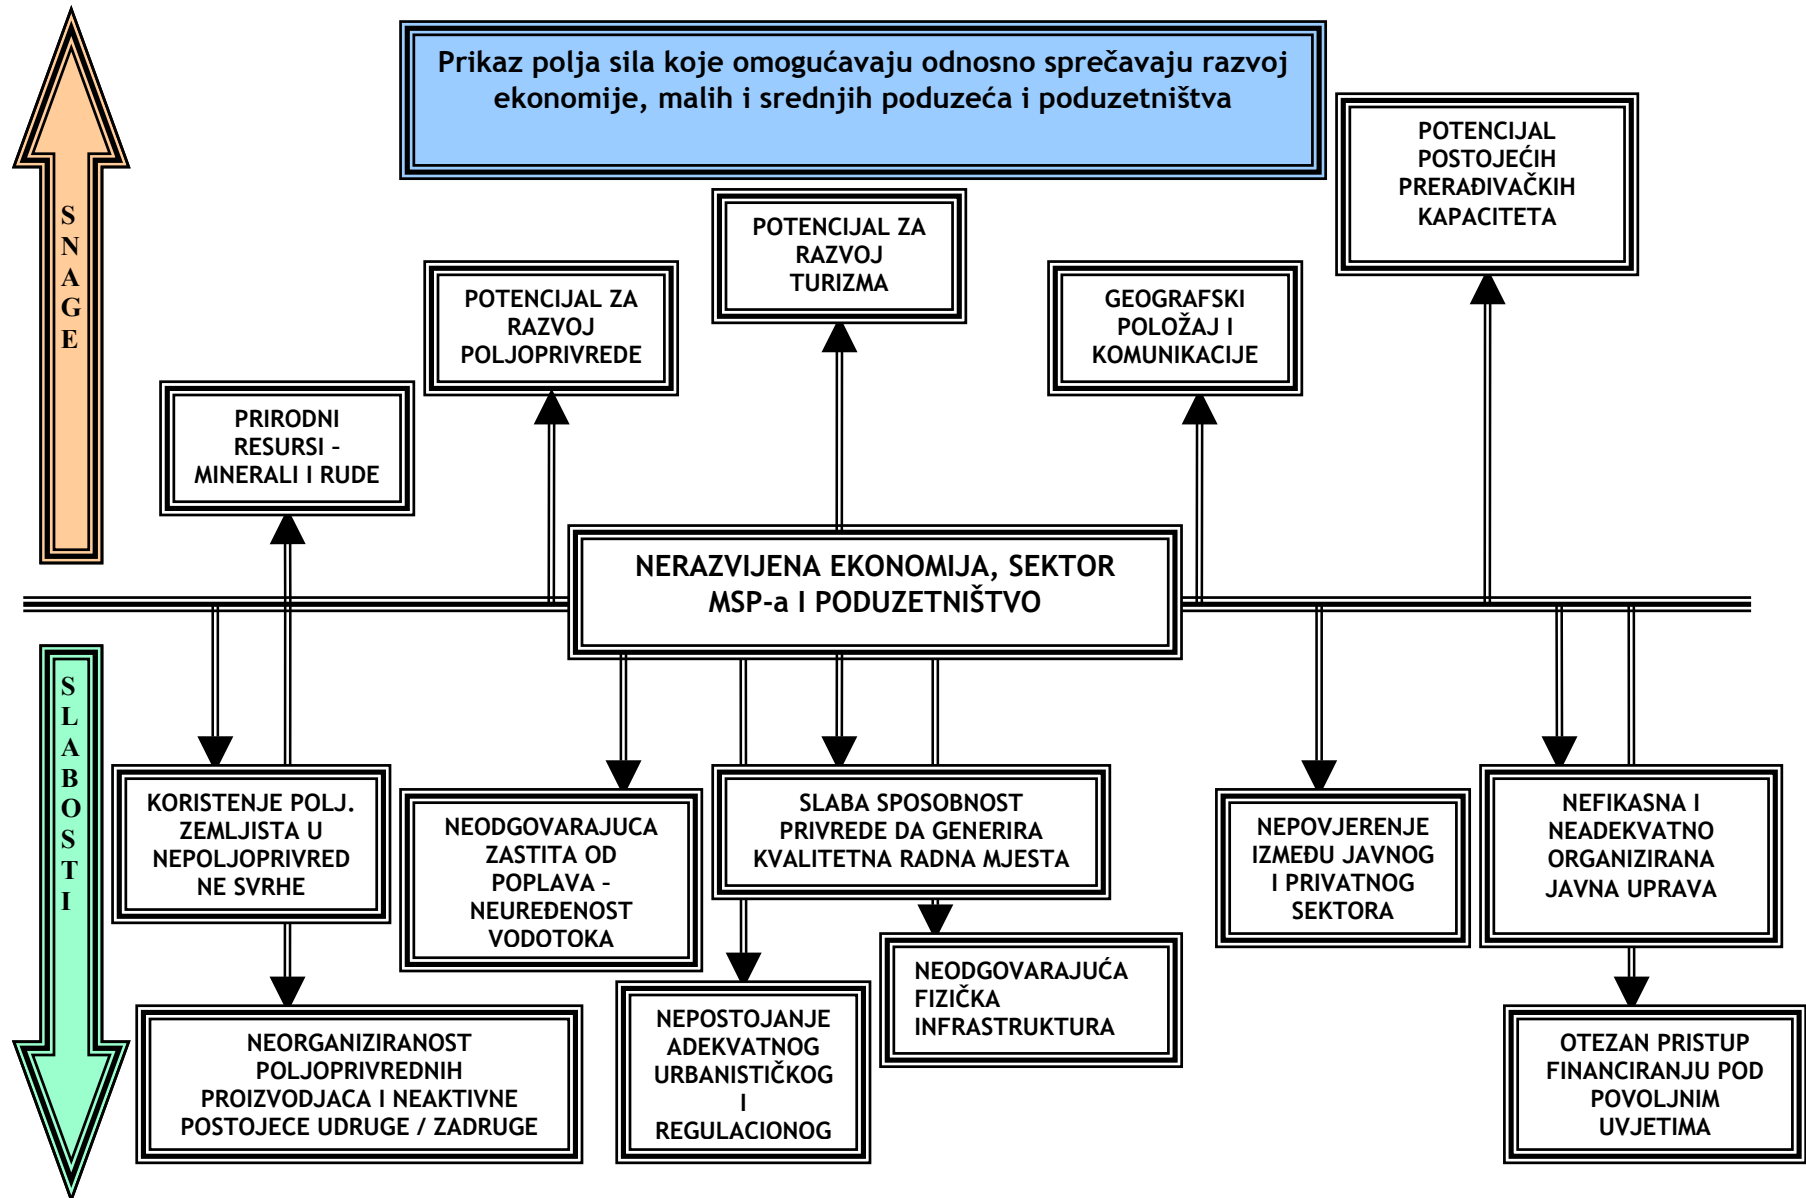 Prikaz polja sila koje omogućavaju odnosno sprečavaju razvoj
ekonomije, malih i srednjih poduzeća i poduzetništva
S
N
A
G
E
POTENCIJAL
POSTOJEĆIH
PRERAĐIVAČKIH
KAPACITETA
POTENCIJAL ZA
RAZVOJ
TURIZMA
POTENCIJAL ZA
RAZVOJ
POLJOPRIVREDE
GEOGRAFSKI
POLOŽAJ I
KOMUNIKACIJE
PRIRODNI
RESURSI –
MINERALI I RUDE
NERAZVIJENA EKONOMIJA, SEKTOR
MSP-a I PODUZETNIŠTVO
S
L
A
B
O
S
T
I
KORISTENJE POLJ.
ZEMLJISTA U
NEPOLJOPRIVRED
NE SVRHE
NEODGOVARAJUCA
ZASTITA OD
POPLAVA –
NEUREĐENOST
VODOTOKA
SLABA SPOSOBNOST
PRIVREDE DA GENERIRA
KVALITETNA RADNA MJESTA
NEPOVJERENJE
IZMEĐU JAVNOG
I PRIVATNOG
SEKTORA
NEFIKASNA I
NEADEKVATNO
ORGANIZIRANA
JAVNA UPRAVA
NEORGANIZIRANOST
POLJOPRIVREDNIH
PROIZVODJACA I NEAKTIVNE
POSTOJECE UDRUGE / ZADRUGE
NEPOSTOJANJE
ADEKVATNOG
URBANISTIČKOG
I
REGULACIONOG
NEODGOVARAJUĆA
FIZIČKA
INFRASTRUKTURA
OTEZAN PRISTUP
FINANCIRANJU POD
POVOLJNIM
UVJETIMA